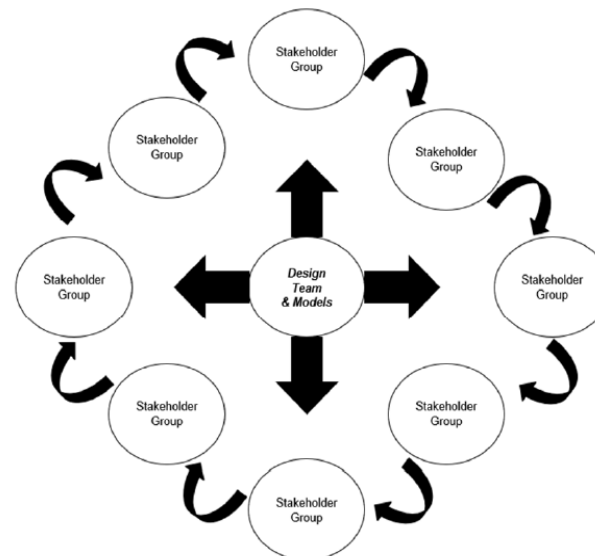 Stakeholder
Group
Stakeholder
Group
Stakeholder
Group
Stakeholder
Group
Design
Team
& Models
Stakeholder
Group
Stakeholder
Group
Stakeholder
Group
Stakeholder
Group